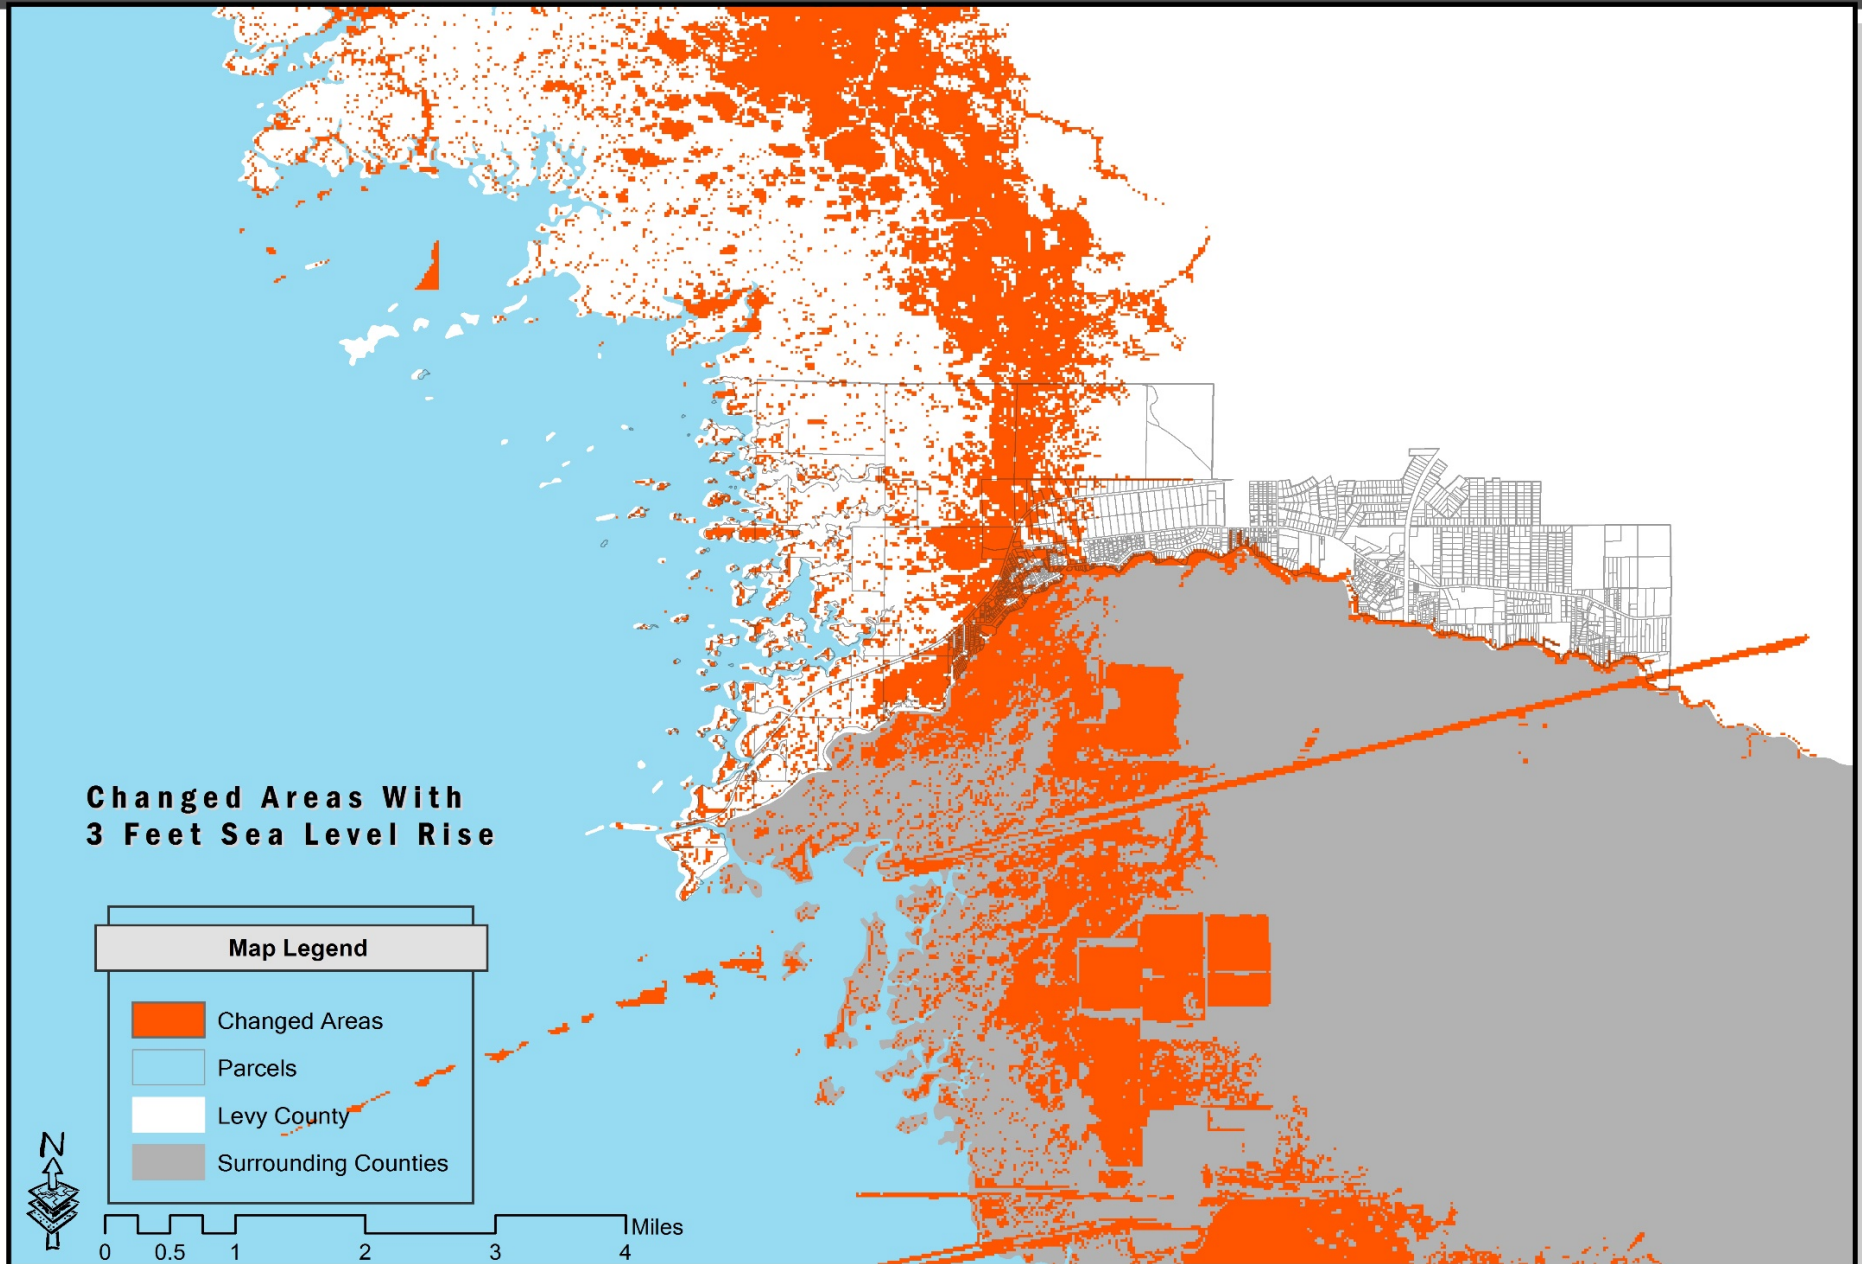 Changed Areas With
3 Feet Sea Level Rise
Map Legend
Changed Areas
Parcels
Levy County
Surrounding Counties
N
Miles
0 0.5 1 2 3 4